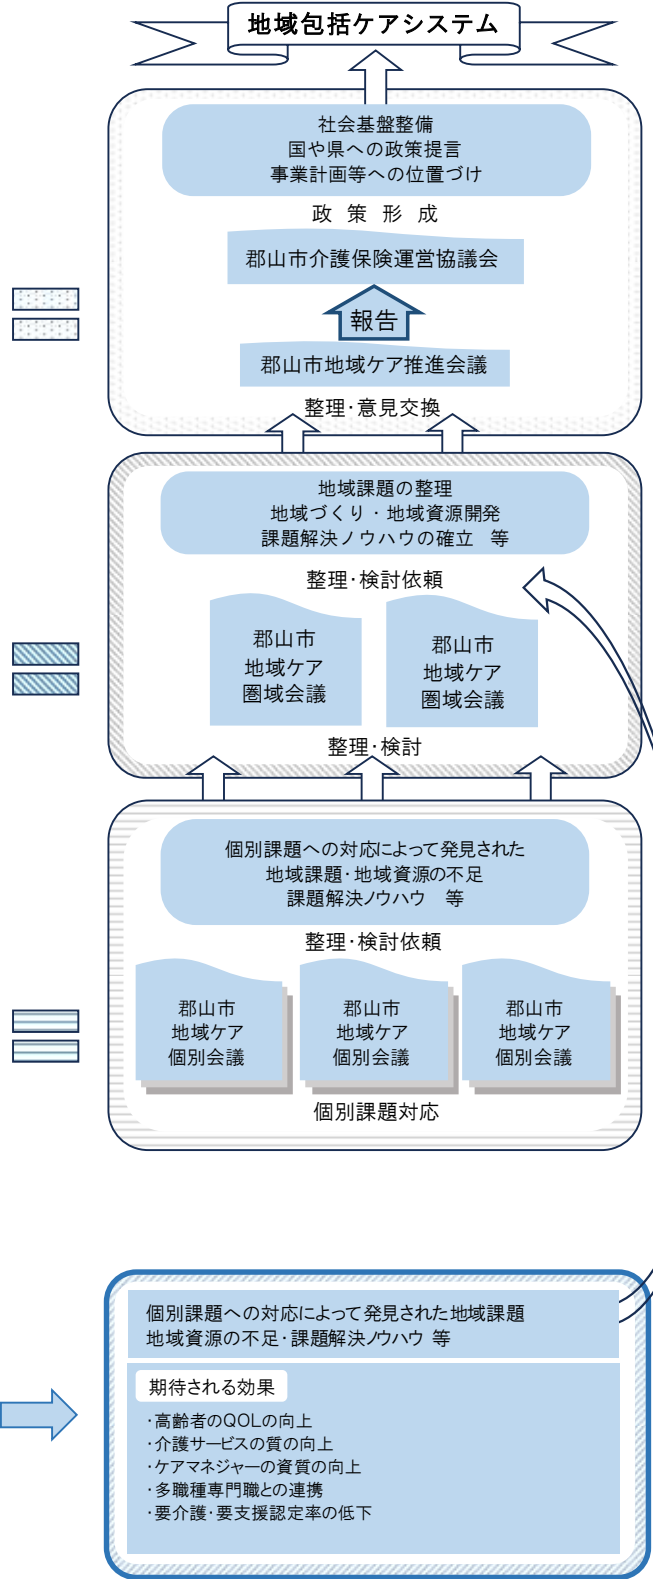 地域包括ケアシステム
社会基盤整備
国や県への政策提言
事業計画等への位置づけ
政 策 形 成
郡山市介護保険運営協議会
報告
郡山市地域ケア推進会議
整理・意見交換
地域課題の整理
地域づくり・地域資源開発
課題解決ノウハウの確立 等
整理・検討依頼
郡山市
地域ケア
圏域会議
郡山市
地域ケア
圏域会議
整理・検討
個別課題への対応によって発見された
地域課題・地域資源の不足
課題解決ノウハウ 等
整理・検討依頼
郡山市
地域ケア
個別会議
郡山市
地域ケア
個別会議
郡山市
地域ケア
個別会議
個別課題対応
個別課題への対応によって発見された地域課題
地域資源の不足・課題解決ノウハウ 等
期待される効果
・高齢者のQOLの向上
・介護サービスの質の向上
・ケアマネジャーの資質の向上
・多職種専門職との連携
・要介護・要支援認定率の低下